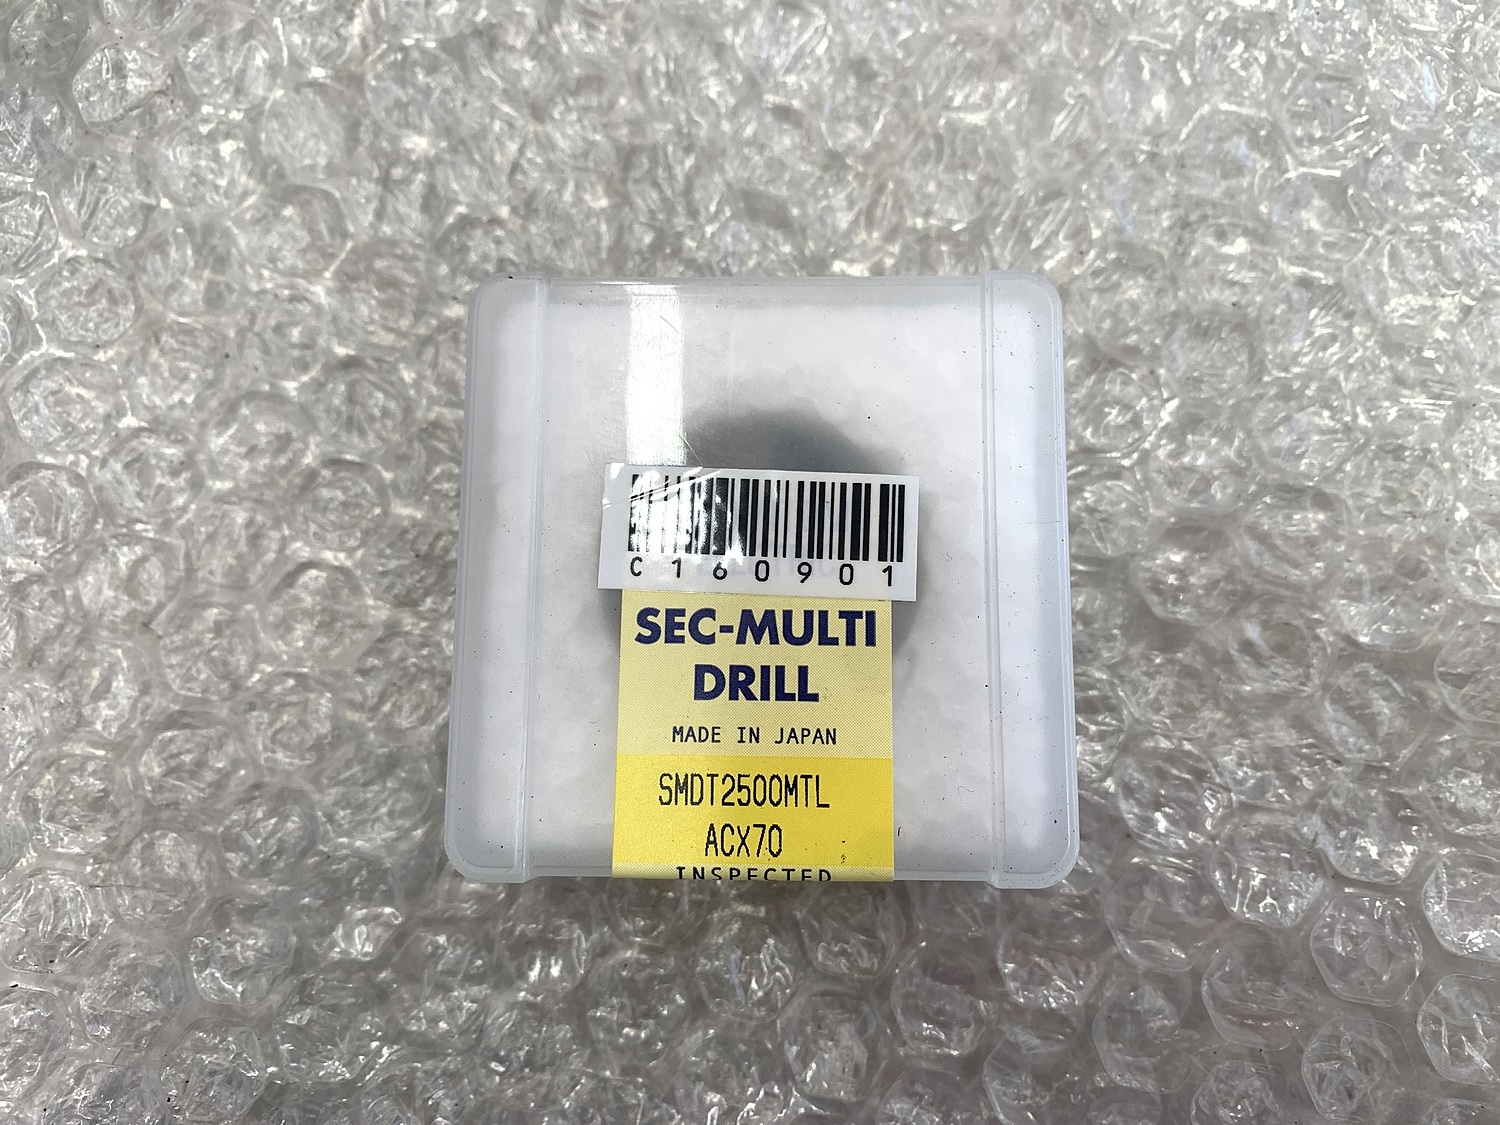 C160901
SEC-MULTI
DRILL
MADE IN JAPAN
SMDT2500MTL
ACX70
INSPECTED